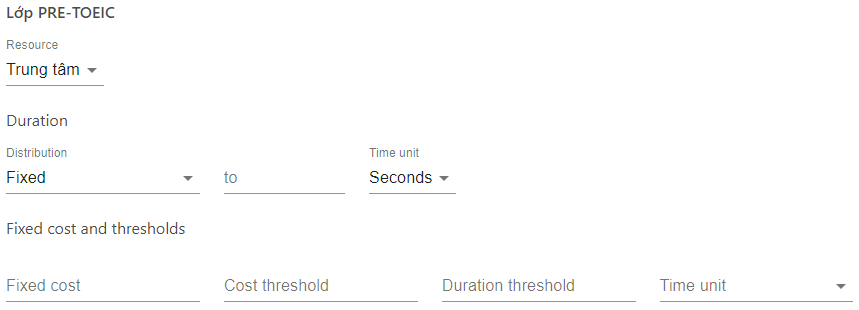 Lớp PRE-TOEIC
Resource
Trung tâm
Duration
Distribution
Time unit
Fixed
to
Seconds
Fixed cost and thresholds
Fixed cost
Cost threshold
Duration threshold
Time unit